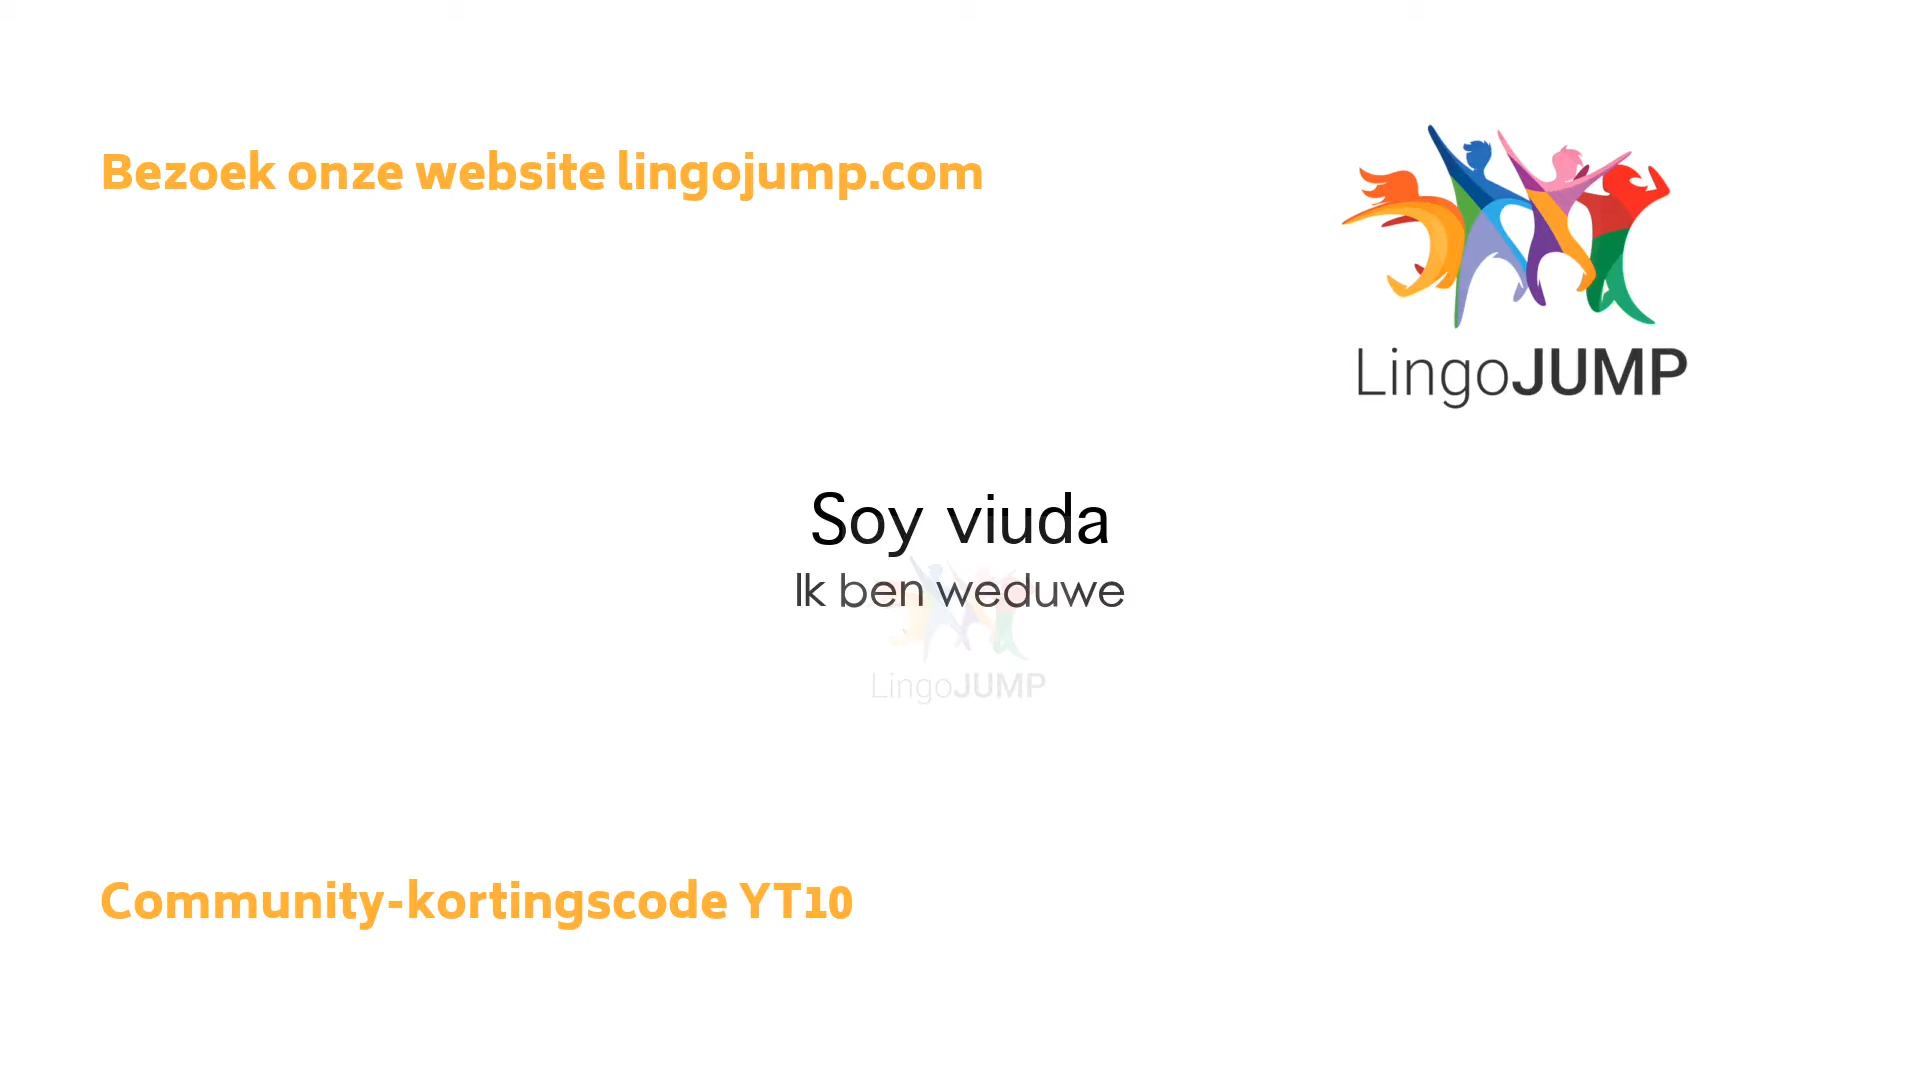 Bezoek onze website lingojump.com
LingoJUMP
Soy viuda
Ik ben weduwe
LingoJUMP
Community-kortingscode YT10